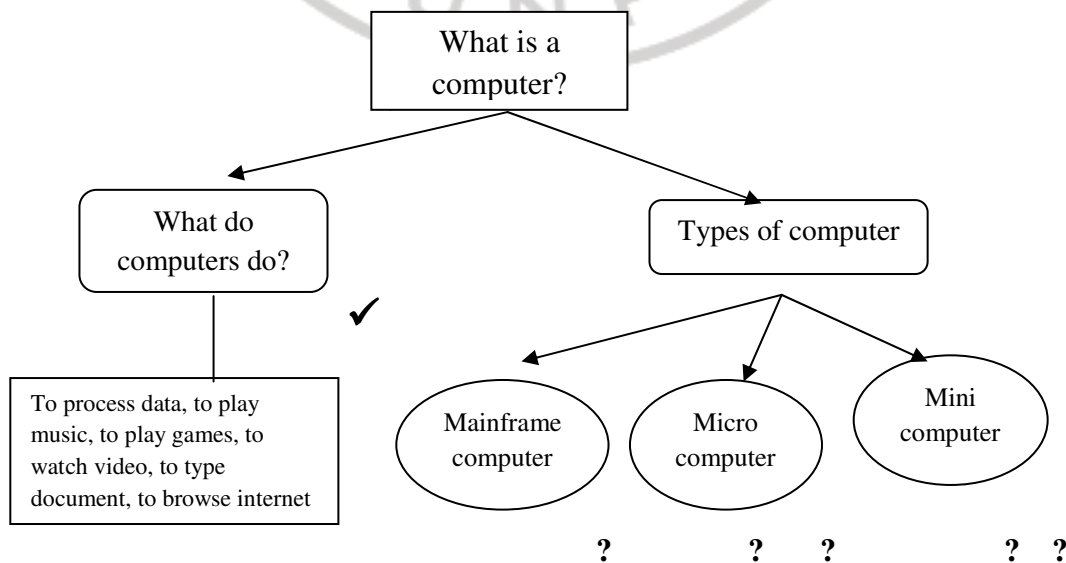 What is a
computer?
What do
computers do?
Types of computer
✓
To process data, to play
music, to play games, to
watch video, to type
document, to browse internet
Mainframe
computer
Micro
computer
Mini
computer
? ? ? ? ?